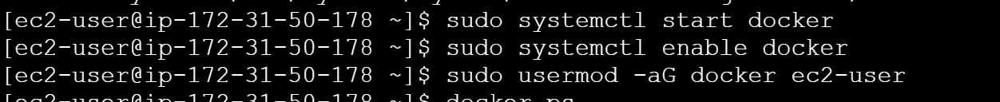 [ec2-user@ip-172-31-50-178 ~]$ sudo systemctl start docker
[ec2-user@ip-172-31-50-178 ~]$ sudo systemctl enable docker
[ec2-user@ip-172-31-50-178 ~]$ sudo usermod -aG docker ec2-user
[ec2-user@ip-172-31-50-178 ~]$ docker ps